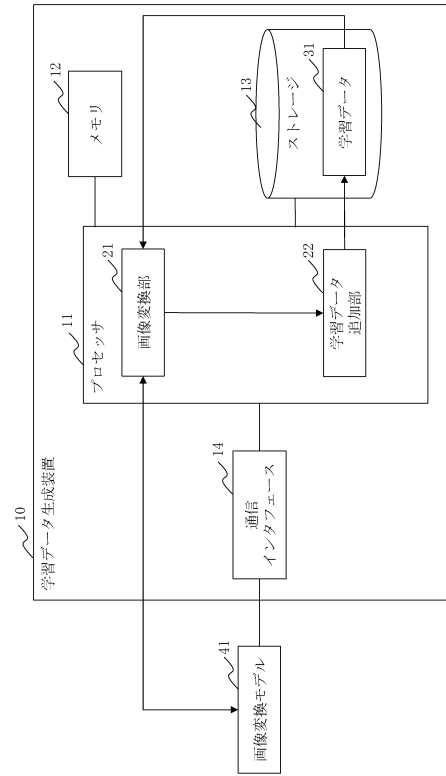 10
学習データ生成装置
11
プロセッサ
12
メモリ
21
画像変換部
13
ストレージ
22
学習データ
追加部
31
学習データ
14
通信
インタフェース
41
画像変換モデル